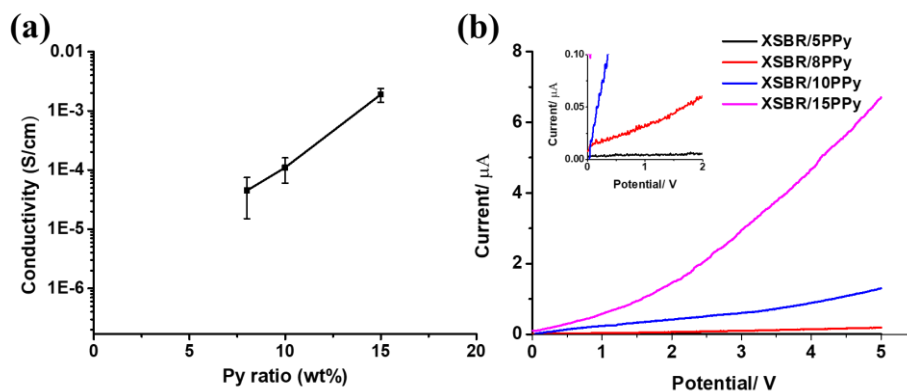 (a)
0.01
1E-3
1E-4
1E-5
1E-6
Conductivity (S/cm)
0
5
10
15
20
Py ratio (wt%)
(b)
8
6
4
2
0
Current/ μA
0
1
2
3
4
5
Potential/ V
XSBR/5PPy
XSBR/8PPy
XSBR/10PPy
XSBR/15PPy
0.10
0.05
0.00
Current/ μA
0
1
2
Potential/ V